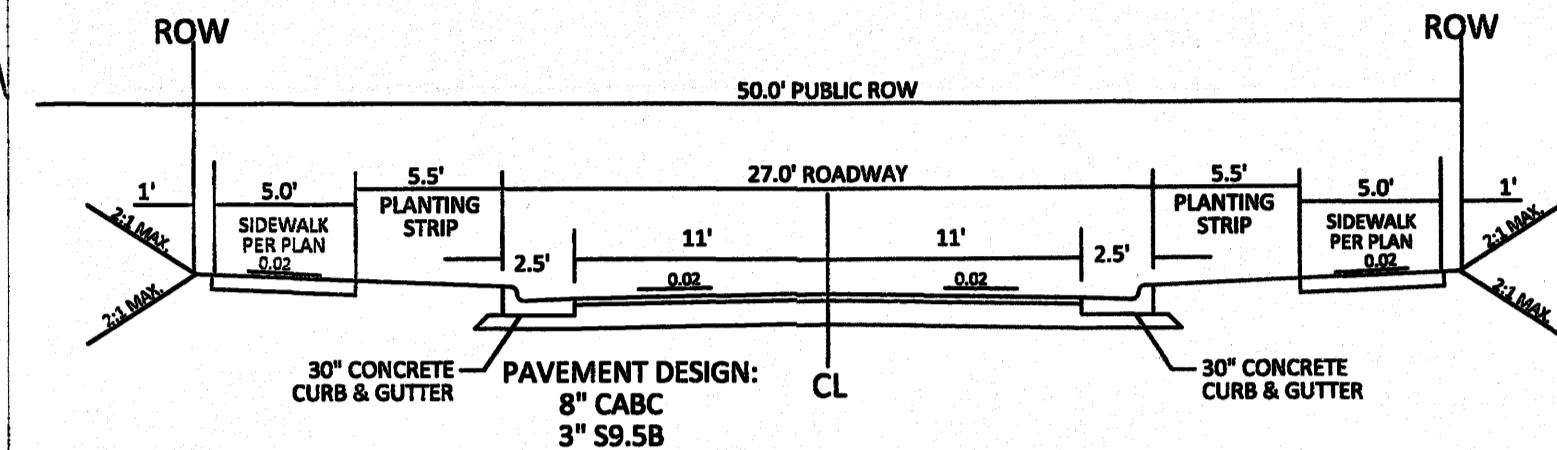 ROW
ROW
50.0' PUBLIC ROW
1'
5.0'
5.5'
27.0' ROADWAY
5.5'
5.0'
1'
SIDEWALK
PER PLAN
0.02
PLANTING
STRIP
PLANTING
STRIP
SIDEWALK
PER PLAN
0.02
2:1 MAX.
2:1 MAX.
2.5'
11'
11'
2.5'
0.02
0.02
2:1 MAX.
2:1 MAX.
30" CONCRETE
CURB & GUTTER
PAVEMENT DESIGN:
8" CABC
3" S9.5B
CL
30" CONCRETE
CURB & GUTTER